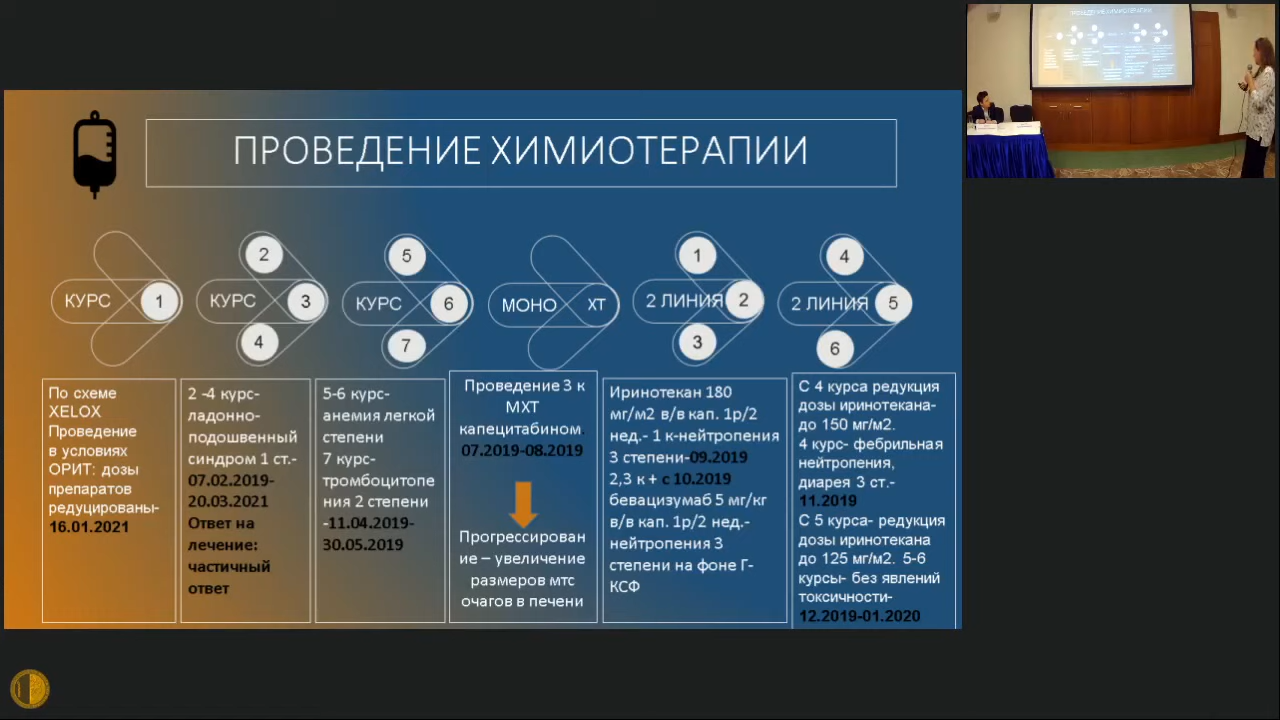 ПРОВЕДЕНИЕ ХИМИОТЕРАПИИ
КУРС
1
2
КУРС
3
4
5
КУРС
6
7
МОНО
ХТ
1
2 ЛИНИЯ
2
3
4
2 ЛИНИЯ
5
6
По схеме
XELOX
Проведение
в условиях
ОРИТ: дозы
препаратов
редуцированы-
16.01.2021
2 -4 курс-
ладонно-
подошвенный
синдром 1 ст.-
07.02.2019-
20.03.2021
Ответ на
лечение:
частичный
ответ
5-6 курс-
анемия легкой
степени
7 курс-
тромбоцитопе
ния 2 степени
-11.04.2019-
30.05.2019
Проведение 3 к
МХТ
капецитабином
07.2019-08.2019
Прогрессирован
ие – увеличение
размеров мтс
очагов в печени
Иринотекан 180
мг/м2 в/в кап. 1р/2
нед.- 1 к-нейтропения
3 степени-09.2019
2,3 к + с 10.2019
бевацизумаб 5 мг/кг
в/в кап. 1р/2 нед.-
нейтропения 3
степени на фоне Г-
КСФ
С 4 курса редукция
дозы иринотекана-
до 150 мг/м2.
4 курс- фебрильная
нейтропения,
диарея 3 ст.-
11.2019
С 5 курса- редукция
дозы иринотекана
до 125 мг/м2. 5-6
курсы- без явлений
токсичности-
12.2019-01.2020